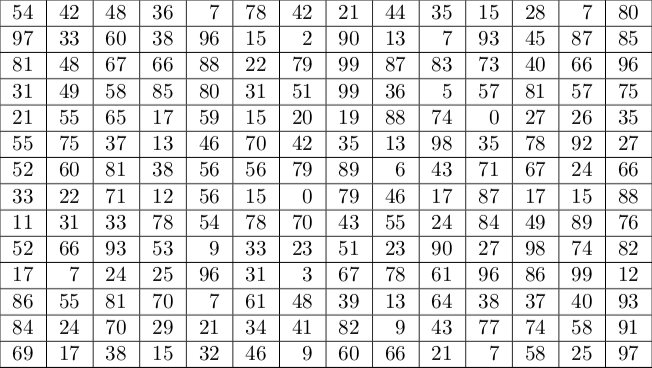 54 42 48 36 7 78 42 21 44 35 15 28 7 80
97 33 60 38 96 15 2 90 13 7 93 45 87 85
81 48 67 66 88 22 79 99 87 83 73 40 66 96
31 49 58 85 80 31 51 99 36 5 57 81 57 75
21 55 65 17 59 15 20 19 88 74 0 27 26 35
55 75 37 13 46 70 42 35 13 98 35 78 92 27
52 60 81 38 56 56 79 89 6 43 71 67 24 66
33 22 71 12 56 15 0 79 46 17 87 17 15 88
11 31 33 78 54 78 70 43 55 24 84 49 89 76
52 66 93 53 9 33 23 51 23 90 27 98 74 82
17 7 24 25 96 31 3 67 78 61 96 86 99 12
86 55 81 70 7 61 48 39 13 64 38 37 40 93
84 24 70 29 21 34 41 82 9 43 77 74 58 91
69 17 38 15 32 46 9 60 66 21 7 58 25 97